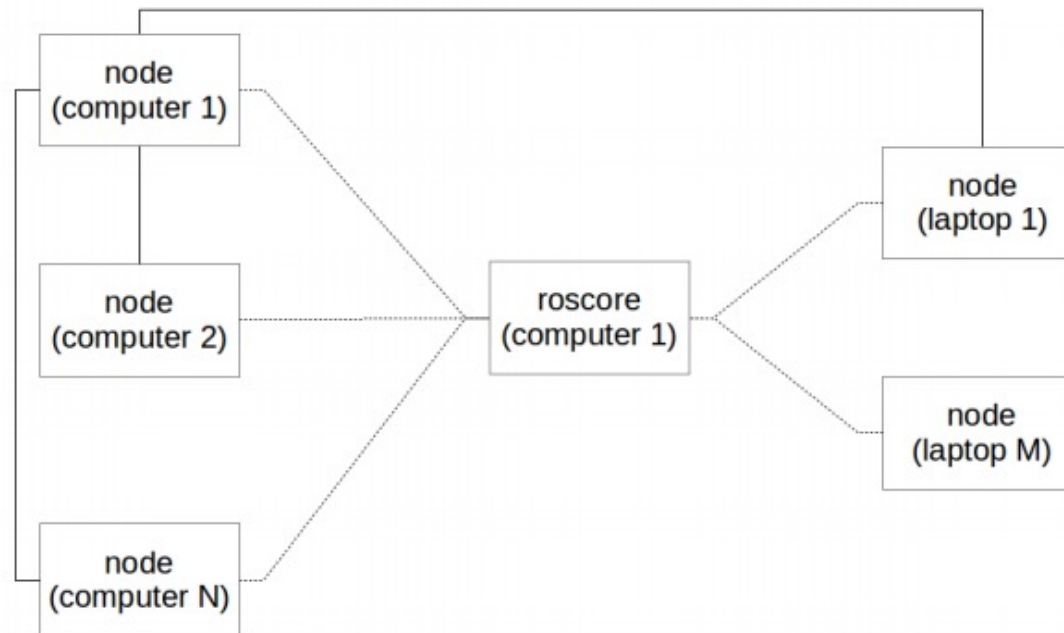 node
(computer 1)
node
(laptop 1)
node
(computer 2)
roscore
(computer 1)
node
(laptop M)
node
(computer N)